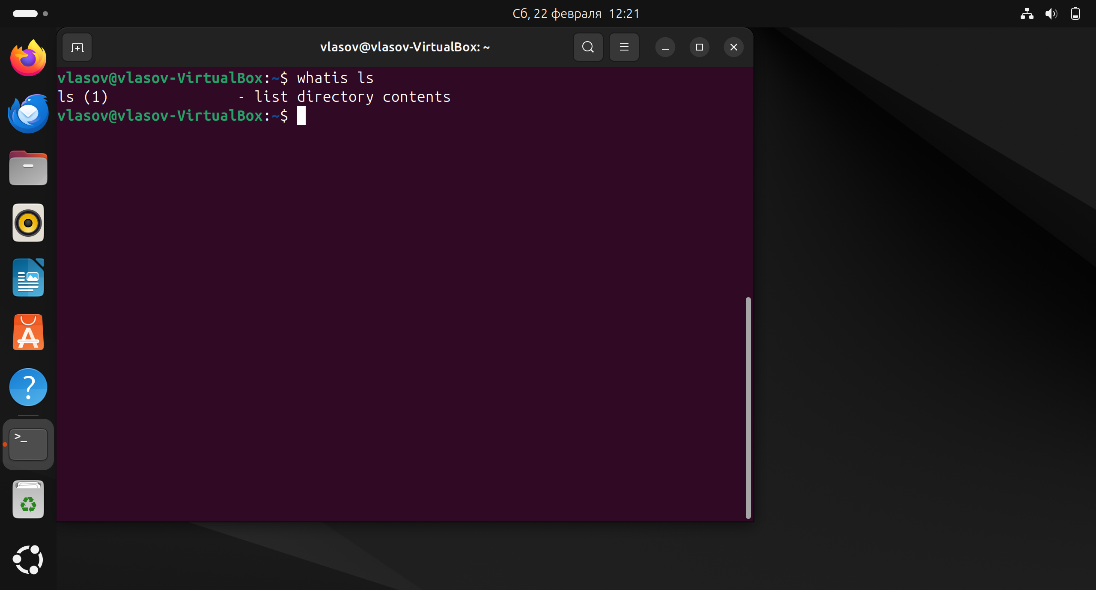 Сб, 22 февраля 12:21
vlasov@vlasov-VirtualBox: ~
vlasov@vlasov-VirtualBox:~$ whatis ls
ls (1)               - list directory contents
vlasov@vlasov-VirtualBox:~$
>_
?